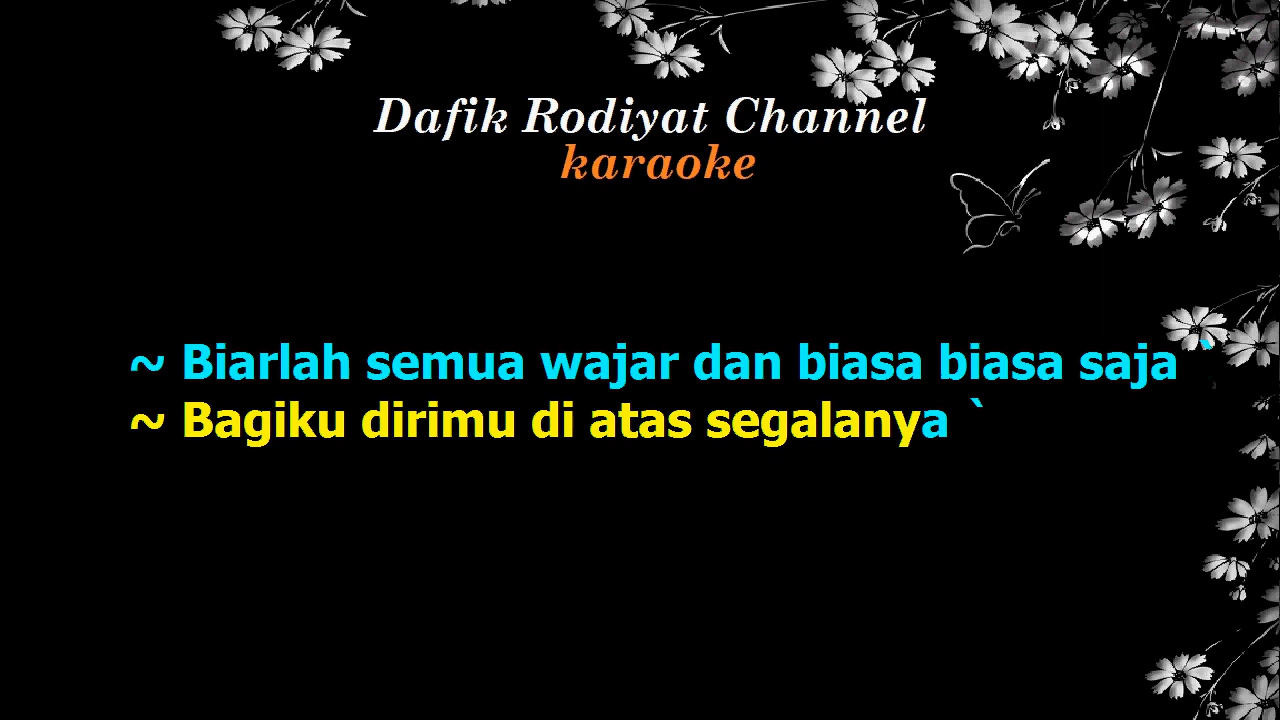 Dafik Rodiyat Channel
karaoke
~ Biarlah semua wajar dan biasa biasa saja `
~ Bagiku dirimu di atas segalanya `